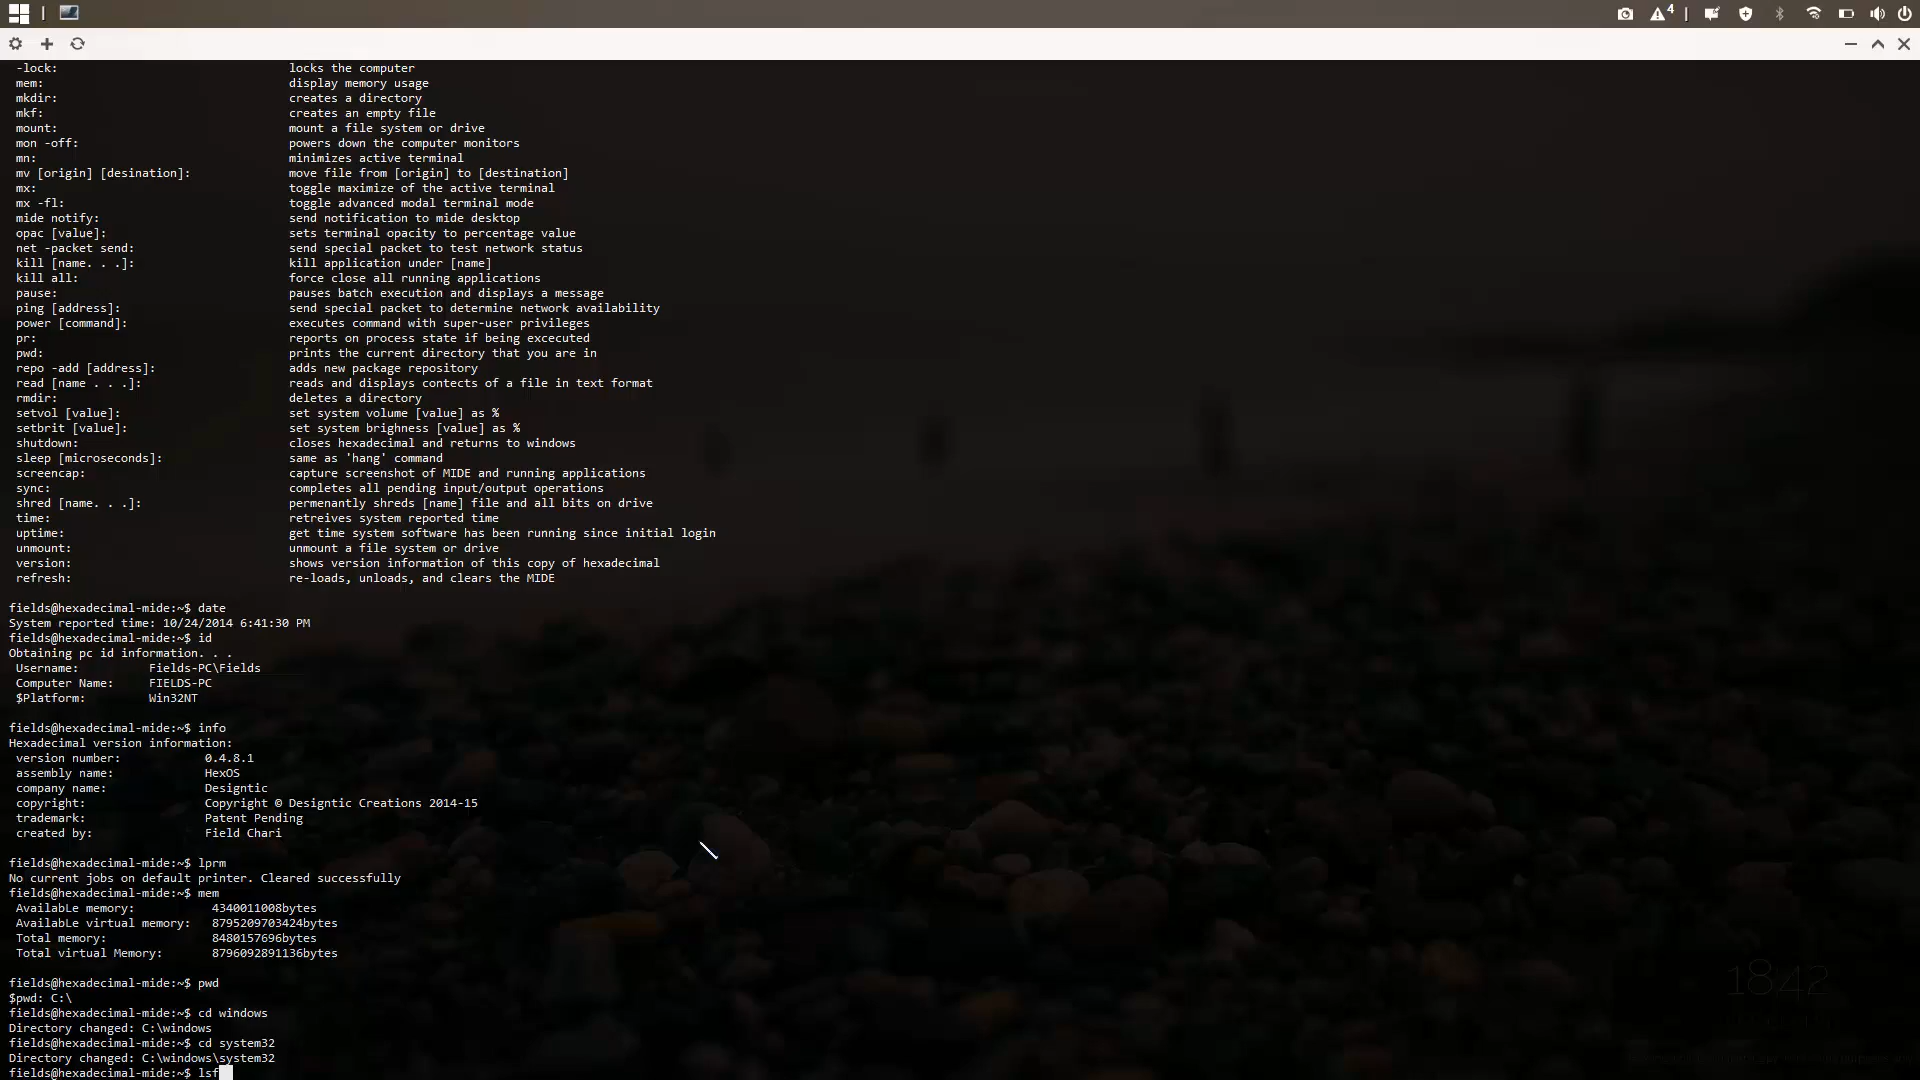 4
-lock: locks the computer
mem: display memory usage
mkdir: creates a directory
mkf: creates an empty file
mount: mount a file system or drive
mon -off: powers down the computer monitors
mn: minimizes active terminal
mv [origin] [desination]: move file from [origin] to [destination]
mx: toggle maximize of the active terminal
mx -fl: toggle advanced modal terminal mode
mide notify: send notification to mide desktop
opac [value]: sets terminal opacity to percentage value
net -packet send: send special packet to test network status
kill [name. . .]: kill application under [name]
kill all: force close all running applications
pause: pauses batch execution and displays a message
ping [address]: send special packet to determine network availability
power [command]: executes command with super-user privileges
pr: reports on process state if being excecuted
pwd: prints the current directory that you are in
repo -add [address]: adds new package repository
read [name . . .]: reads and displays contects of a file in text format
rmdir: deletes a directory
setvol [value]: set system volume [value] as %
setbrit [value]: set system brighness [value] as %
shutdown: closes hexadecimal and returns to windows
sleep [microseconds]: same as 'hang' command
screencap: capture screenshot of MIDE and running applications
sync: completes all pending input/output operations
shred [name. . .]: permenantly shreds [name] file and all bits on drive
time: retreives system reported time
uptime: get time system software has been running since initial login
unmount: unmount a file system or drive
version: shows version information of this copy of hexadecimal
refresh: re-loads, unloads, and clears the MIDE
fields@hexadecimal-mide:~$ date
System reported time: 10/24/2014 6:41:30 PM
fields@hexadecimal-mide:~$ id
Obtaining pc id information. . .
Username: Fields-PC\Fields
Computer Name: FIELDS-PC
$Platform: Win32NT
fields@hexadecimal-mide:~$ info
Hexadecimal version information:
version number: 0.4.8.1
assembly name: HexOS
company name: Designtic
copyright: Copyright © Designtic Creations 2014-15
trademark: Patent Pending
created by: Field Chari
fields@hexadecimal-mide:~$ lprm
No current jobs on default printer. Cleared successfully
fields@hexadecimal-mide:~$ mem
AvailabLe memory: 4340011008bytes
AvailabLe virtual memory: 8795209703424bytes
Total memory: 8480157696bytes
Total virtual Memory: 8796092891136bytes
fields@hexadecimal-mide:~$ pwd
$pwd: C:\
fields@hexadecimal-mide:~$ cd windows
Directory changed: C:\windows
fields@hexadecimal-mide:~$ cd system32
Directory changed: C:\windows\system32
fields@hexadecimal-mide:~$ lsf
18:42